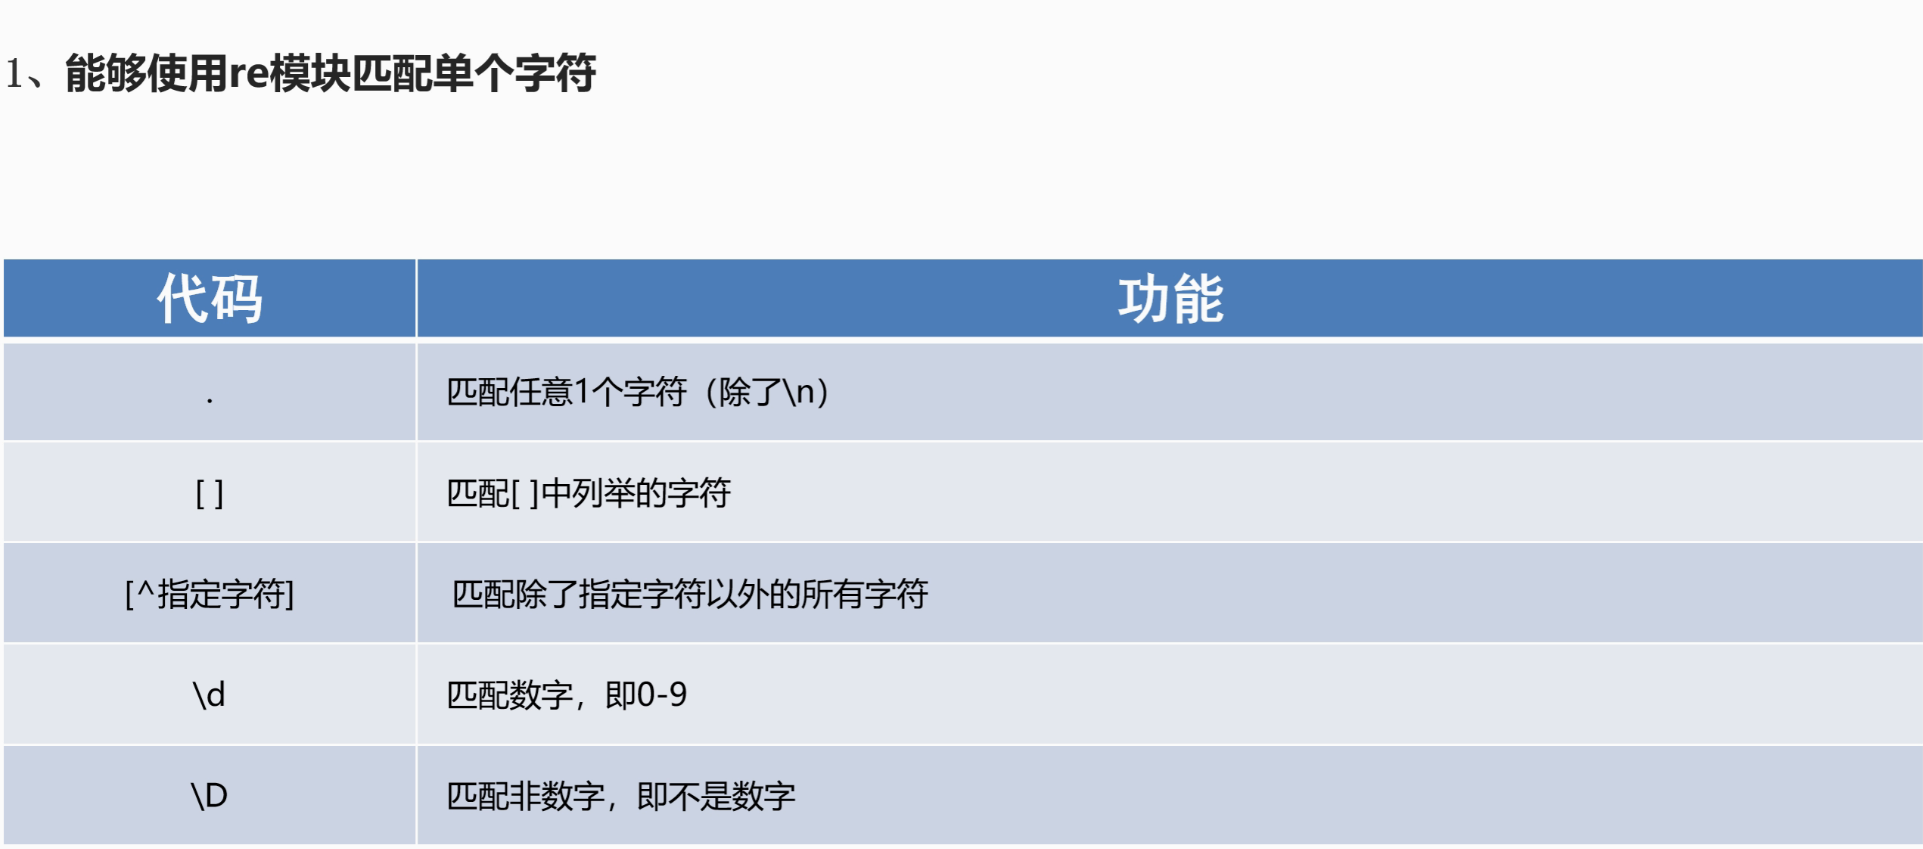 1、能够使用re模块匹配单个字符
代码 功能
. 匹配任意1个字符（除了\n）
[ ] 匹配[ ]中列举的字符
[^指定字符] 匹配除了指定字符以外的所有字符
\d 匹配数字，即0-9
\D 匹配非数字，即不是数字